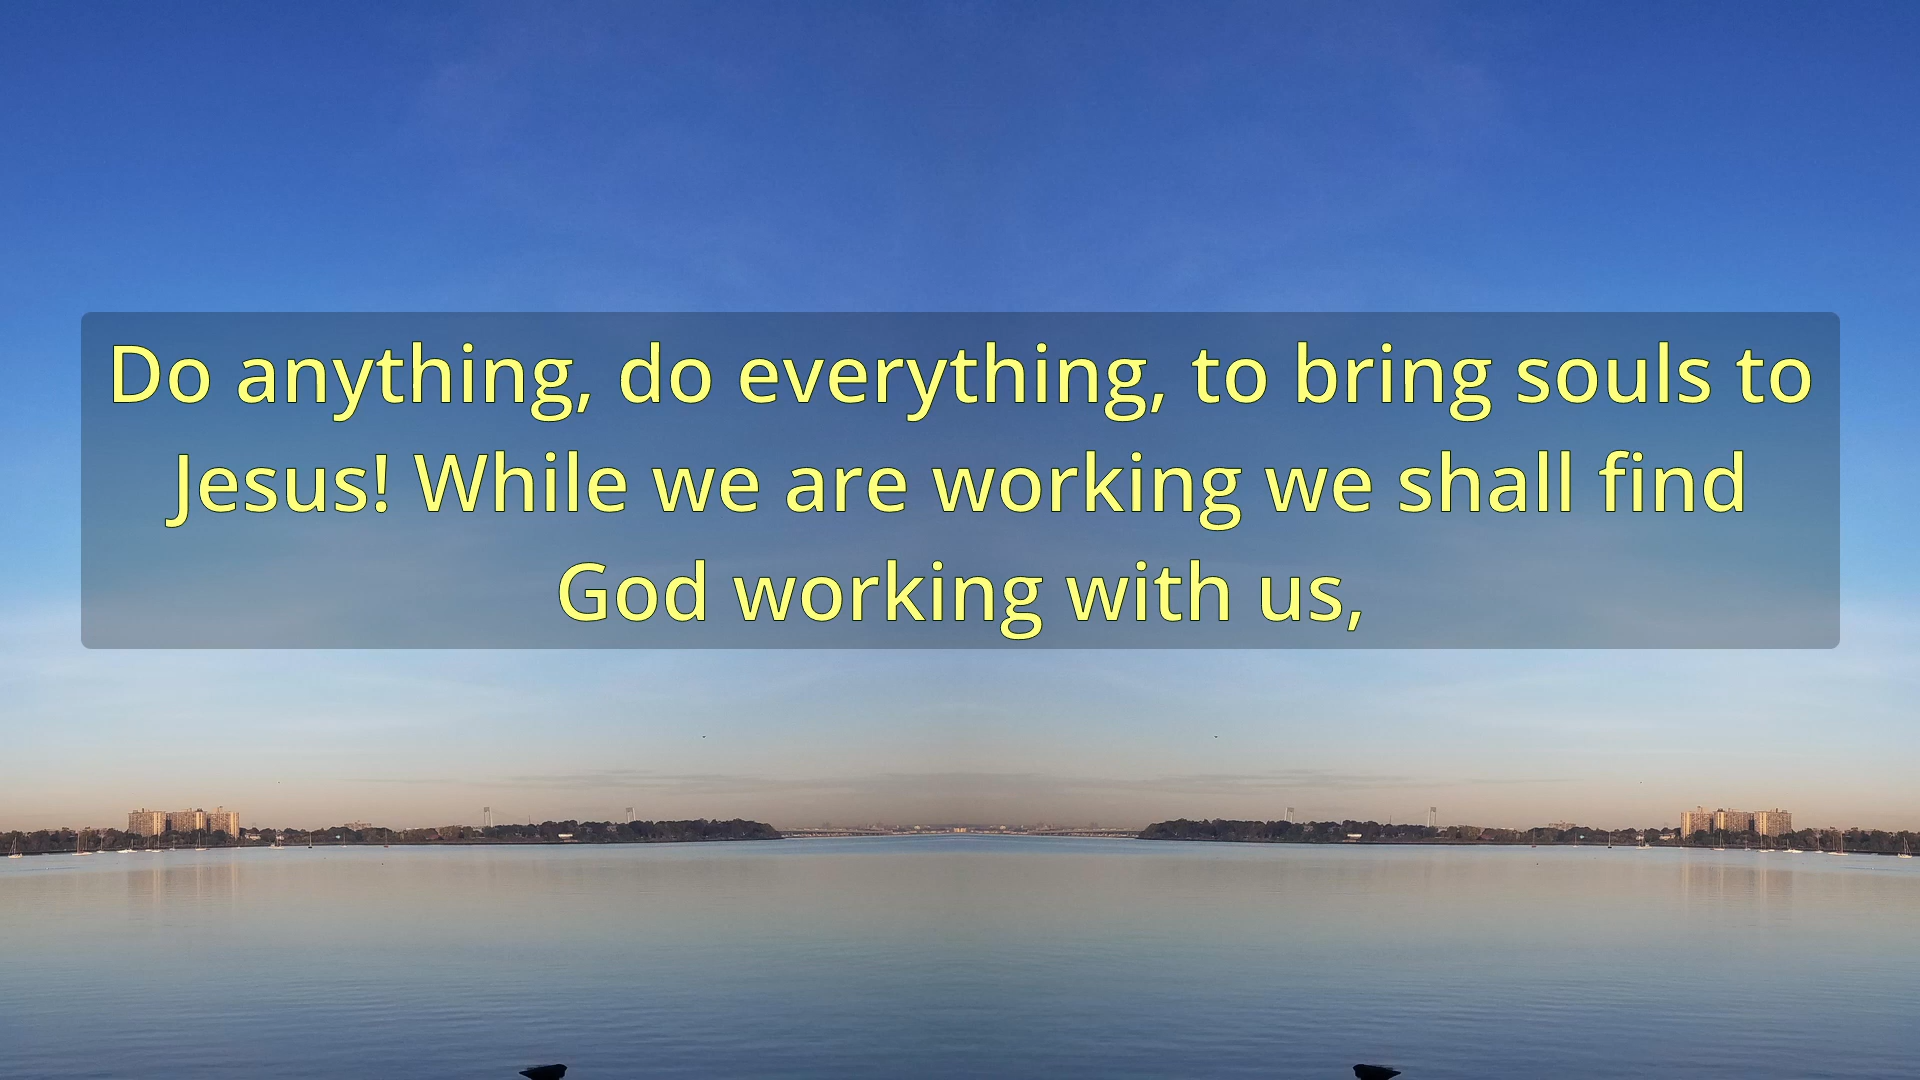 Do anything, do everything, to bring souls to
Jesus! While we are working we shall find
God working with us,